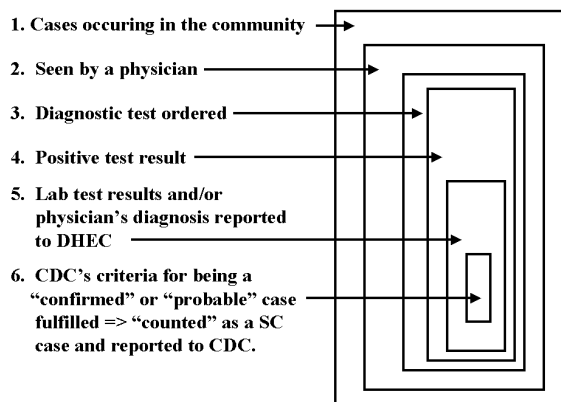 1. Cases occuring in the community
2. Seen by a physician
3. Diagnostic test ordered
4. Positive test result
5. Lab test results and/or
physician's diagnosis reported
to DHEC
6. CDC's criteria for being a
“confirmed” or “probable” case
fulfilled => “counted” as a SC
case and reported to CDC.